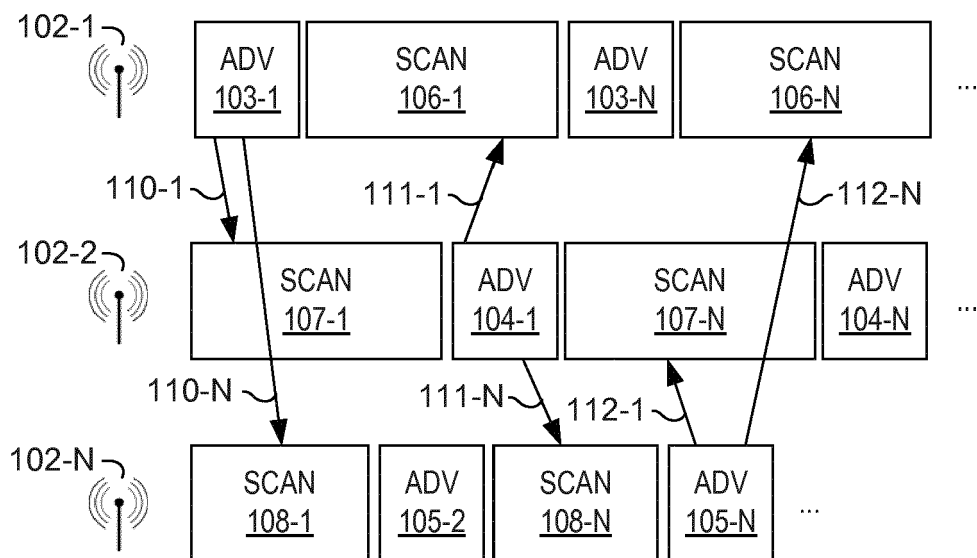 102-1
ADV 103-1
SCAN 106-1
ADV 103-N
SCAN 106-N
...
110-1
111-1
112-N
102-2
SCAN 107-1
ADV 104-1
SCAN 107-N
ADV 104-N
...
110-N
111-N
112-1
102-N
SCAN 108-1
ADV 105-2
SCAN 108-N
ADV 105-N
...